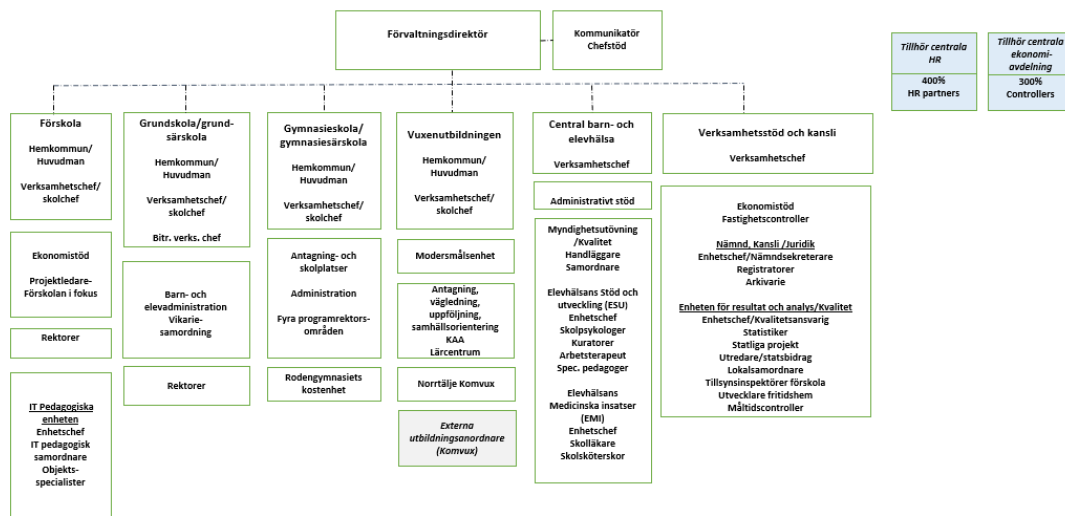 Förvaltningsdirektör
Kommunikatör
Chefstöd
Tillhör centrala
HR
400%
HR partners
Tillhör centrala
ekonomi-
avdelning
300%
Controllers
Förskola
Hemkommun/
Huvudman
Verksamhetschef/
skolchef
Ekonomistöd
Projektledare-
Förskolan i fokus
Rektorer
IT Pedagogiska
enheten
Enhetschef
IT pedagogisk
samordnare
Objekts-
specialister
Grundskola/grund-
särskola
Hemkommun/
Huvudman
Verksamhetschef/
skolchef
Bitr. verks. chef
Barn- och
elevadministration
Vikarie-
samordning
Rektorer
Gymnasieskola/
gymnasiesärskola
Hemkommun/
Huvudman
Verksamhetschef/
skolchef
Antagning- och
skolplatser
Administration
Fyra programrektors-
områden
Rodengymnasiets
kostenhet
Vuxenutbildningen
Hemkommun/
Huvudman
Verksamhetschef/
skolchef
Modersmålsenhet
Antagning,
vägledning,
uppföljning,
samhällsorientering
KAA
Lärcentrum
Norrtälje Komvux
Externa
utbildningsanordnare
(Komvux)
Central barn- och
elevhälsa
Verksamhetschef
Administrativt stöd
Myndighetsutövning
/Kvalitet
Handläggare
Samordnare
Elevhälsans Stöd och
utveckling (ESU)
Enhetschef
Skolpsykologer
Kuratorer
Arbetsterapeut
Spec. pedagoger
Elevhälsans
Medicinska insatser
(EMI)
Enhetschef
Skolläkare
Skolsköterskor
Verksamhetsstöd och kansli
Verksamhetschef
Ekonomistöd
Fastighetscontroller
Nämnd, Kansli /Juridik
Enhetschef/Nämndsekreterare
Registratorer
Arkivarie
Enheten för resultat och analys/Kvalitet
Enhetschef/Kvalitetsansvarig
Statistiker
Statliga projekt
Utredare/statsbidrag
Lokalsamordnare
Tillsynsinspektörer förskola
Utvecklare fritidshem
Måltidscontroller